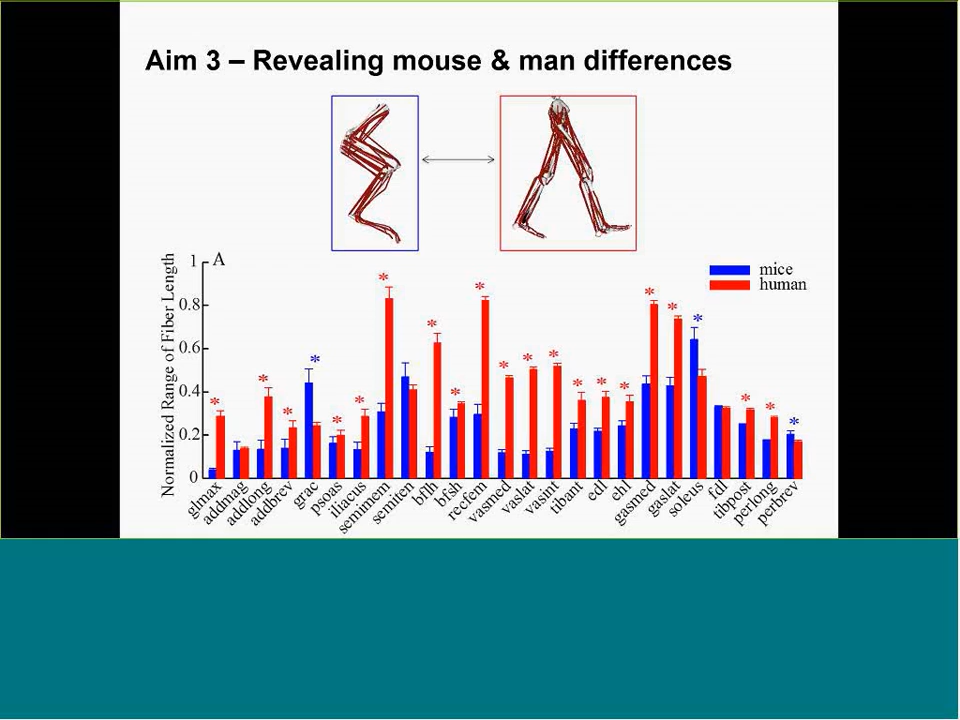 Aim 3 – Revealing mouse & man differences
A
mice
human
Normalized Range of Fiber Length
1
0.8
0.6
0.4
0.2
0
* * * * * * * * * * * * * * * * * * * * *
glmax
addmag
addlong
addbrev
grac
psoas
iliacus
semimem
semiten
bflh
bfsh
recfem
vasmed
vaslat
vasint
tibant
edl
ehl
gasmed
gaslat
soleus
fdl
tibpost
perlong
perbrev